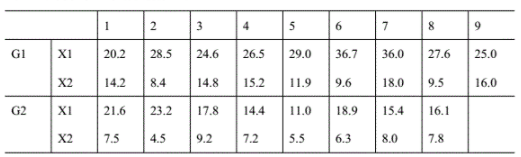 1 2 3 4 5 6 7 8 9
G1 X1 20.2 28.5 24.6 26.5 29.0 36.7 36.0 27.6 25.0
X2 14.2 8.4 14.8 15.2 11.9 9.6 18.0 9.5 16.0
G2 X1 21.6 23.2 17.8 14.4 11.0 18.9 15.4 16.1
X2 7.5 4.5 9.2 7.2 5.5 6.3 8.0 7.8